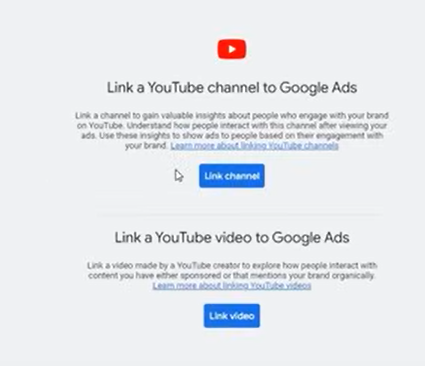 Link a YouTube channel to Google Ads
Link a channel to gain valuable insights about people who engage with your brand
on YouTube. Understand how people interact with this channel after viewing your
ads. Use these insights to show ads to people based on their engagement with
your brand. Learn more about linking YouTube channels
Link channel
Link a YouTube video to Google Ads
Link a video made by a YouTube creator to explore how people interact with
content you have either sponsored or that mentions your brand organically.
Learn more about linking YouTube videos
Link video